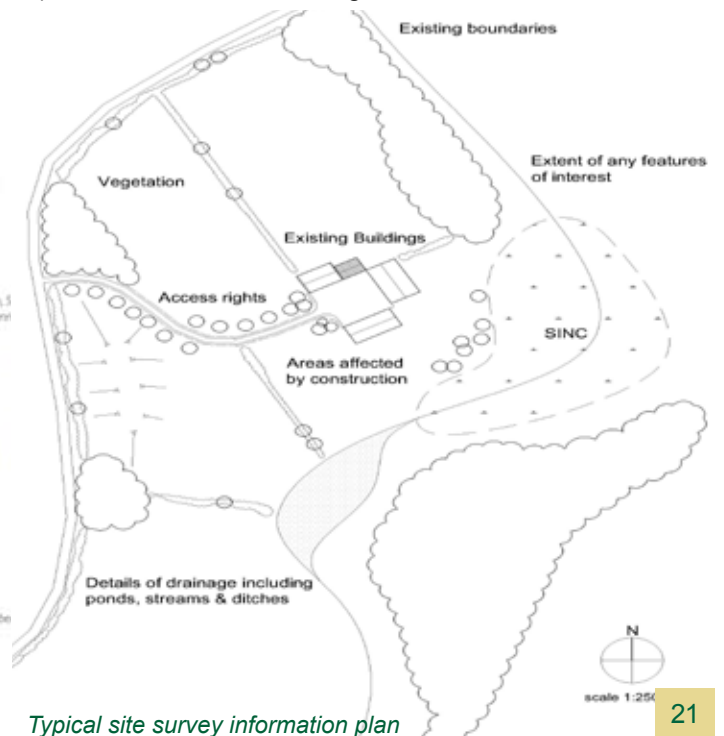 Existing boundaries
Extent of any features
of interest
Vegetation
Existing Buildings
Access rights
SINC
Areas affected
by construction
Details of drainage including
ponds, streams & ditches
N
Typical site survey information plan
21